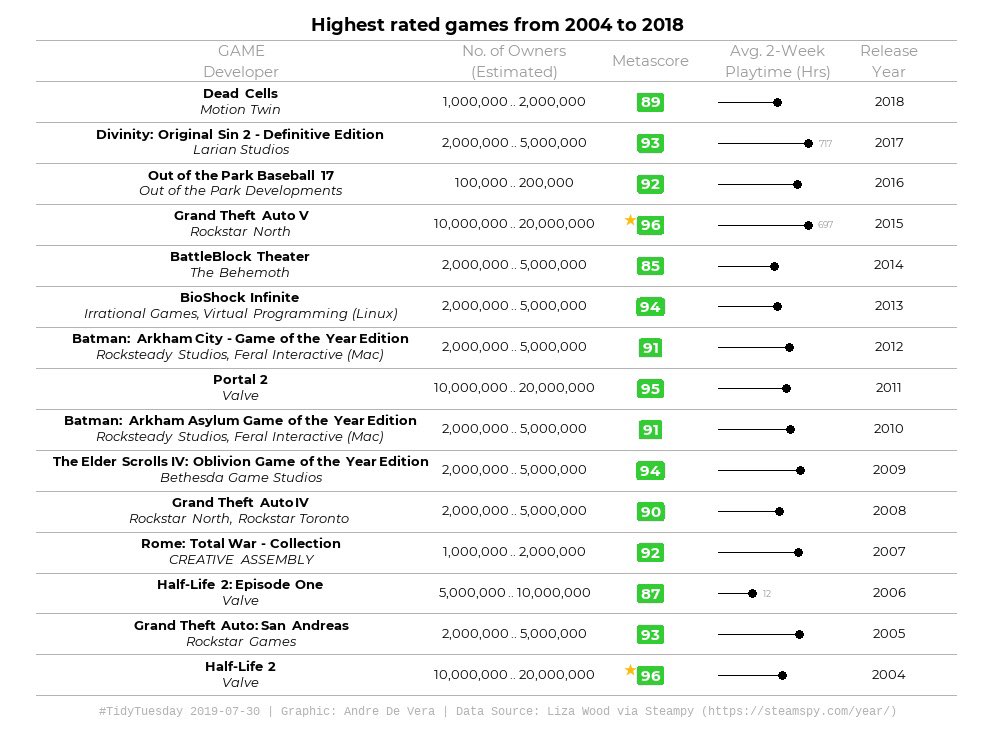 Highest rated games from 2004 to 2018
GAME
Developer
No. of Owners
(Estimated)
Metascore
Avg. 2-Week
Playtime (Hrs)
Release
Year
Dead Cells
Motion Twin
1,000,000 .. 2,000,000
89
2018
Divinity: Original Sin 2 - Definitive Edition
Larian Studios
2,000,000 .. 5,000,000
93
717
2017
Out of the Park Baseball 17
Out of the Park Developments
100,000 .. 200,000
92
2016
Grand Theft Auto V
Rockstar North
10,000,000 .. 20,000,000
96
697
2015
BattleBlock Theater
The Behemoth
2,000,000 .. 5,000,000
85
2014
BioShock Infinite
Irrational Games, Virtual Programming (Linux)
2,000,000 .. 5,000,000
94
2013
Batman: Arkham City - Game of the Year Edition
Rocksteady Studios, Feral Interactive (Mac)
2,000,000 .. 5,000,000
91
2012
Portal 2
Valve
10,000,000 .. 20,000,000
95
2011
Batman: Arkham Asylum Game of the Year Edition
Rocksteady Studios, Feral Interactive (Mac)
2,000,000 .. 5,000,000
91
2010
The Elder Scrolls IV: Oblivion Game of the Year Edition
Bethesda Game Studios
2,000,000 .. 5,000,000
94
2009
Grand Theft Auto IV
Rockstar North, Rockstar Toronto
2,000,000 .. 5,000,000
90
2008
Rome: Total War - Collection
CREATIVE ASSEMBLY
1,000,000 .. 2,000,000
92
2007
Half-Life 2: Episode One
Valve
5,000,000 .. 10,000,000
87
12
2006
Grand Theft Auto: San Andreas
Rockstar Games
2,000,000 .. 5,000,000
93
2005
Half-Life 2
Valve
10,000,000 .. 20,000,000
96
2004
#TidyTuesday 2019-07-30 | Graphic: Andre De Vera | Data Source: Liza Wood via Steampy (https://steamspy.com/year/)